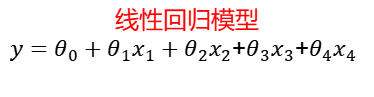 线性回归模型
y = θ₀ + θ₁x₁ + θ₂x₂+θ₃x₃+θ₄x₄